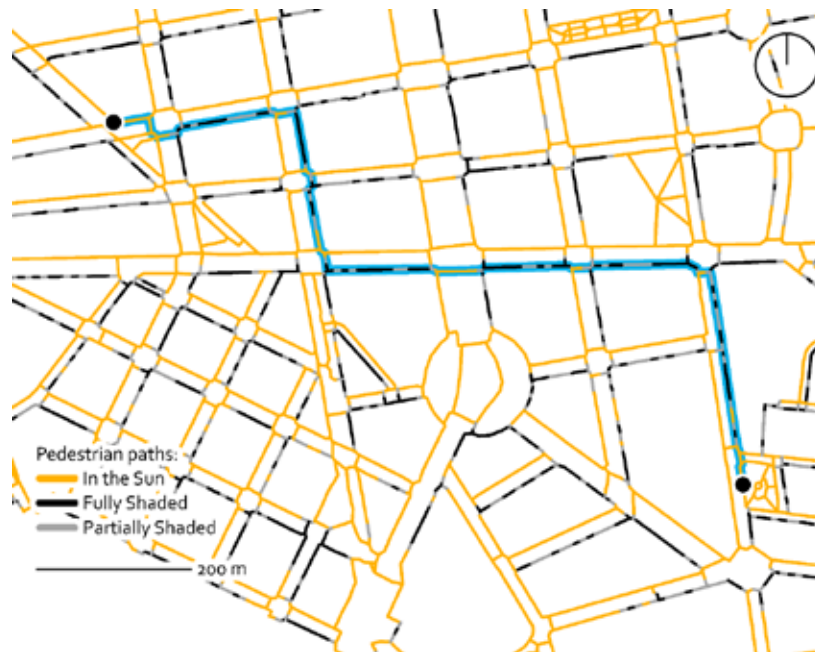 Pedestrian paths:
In the Sun
Fully Shaded
Partially Shaded
200 m